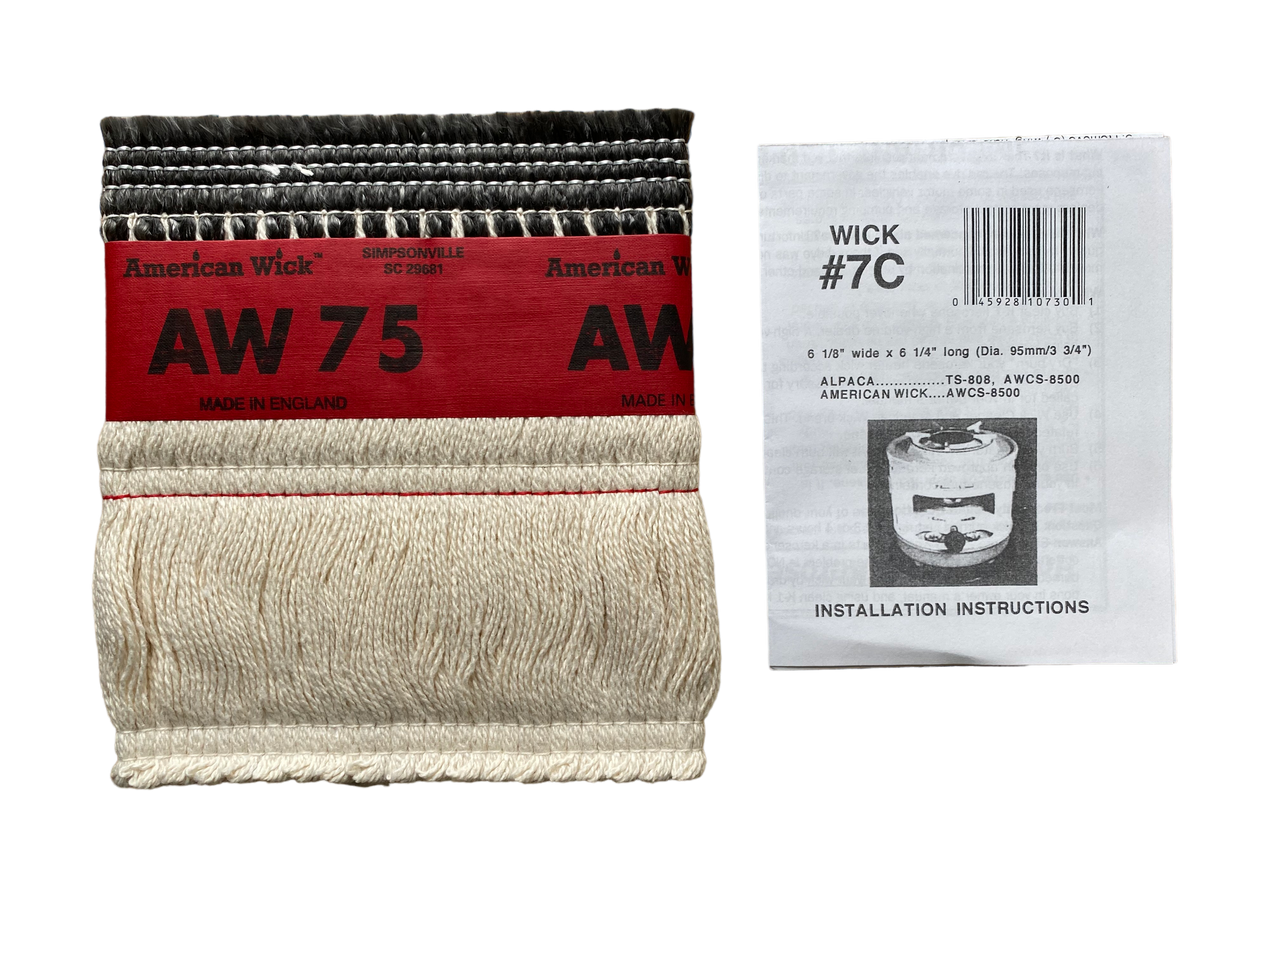 American Wick™
SIMPSONVILLE
SC 29681
American W
AW 75
AW
MADE IN ENGLAND
MADE IN
WICK
#7C
0 45928 10730 1
6 1/8" wide x 6 1/4" long (Dia. 95mm/3 3/4")
ALPACA...............TS-808, AWCS-8500
AMERICAN WICK....AWCS-8500
INSTALLATION INSTRUCTIONS